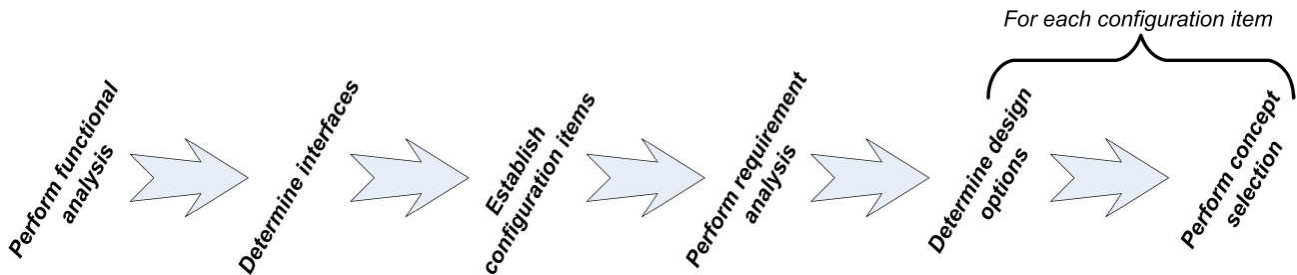 For each configuration item
Perform functional
analysis
Determine interfaces
Establish
configuration items
Perform requirement
analysis
Determine design
options
Perform concept
selection